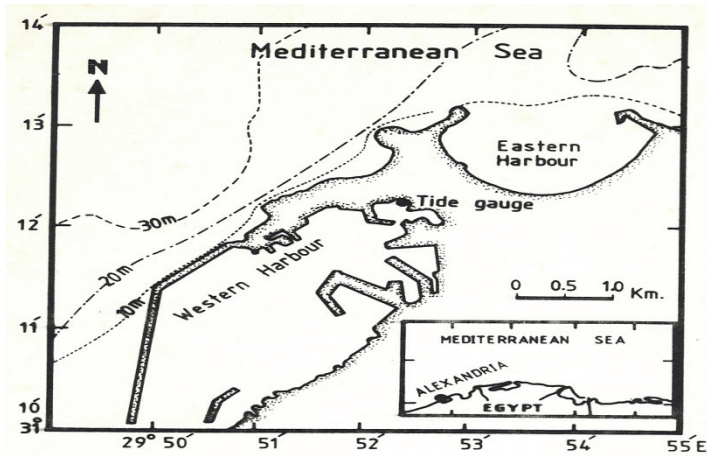 14′
Mediterranean Sea
N
13′
Eastern
Harbour
Tide gauge
12′
30m
20m
10m
Western Harbour
0 0.5 1.0 Km.
11′
MEDITERRANEAN SEA
ALEXANDRIA
EGYPT
10′
31°
29° 50′ 51′ 52′ 53′ 54′ 55′E